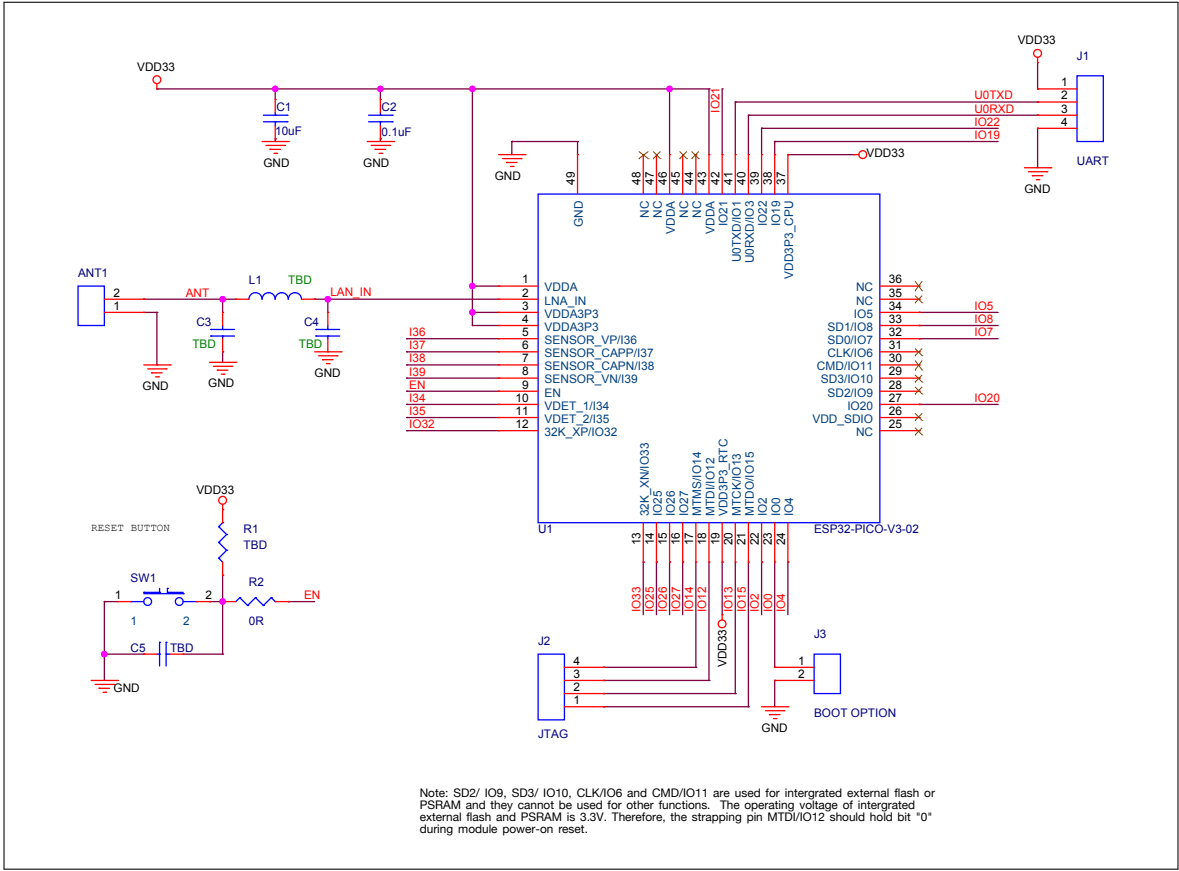 VDD33
C1
10uF
GND
C2
0.1uF
GND
GND
49
GND
IO21
48
47
46
45
44
43
42
41
40
39
38
37
NC
NC
VDDA
NC
NC
VDDA
IO21
U0TXD/IO1
U0RXD/IO3
IO22
IO19
VDD3P3_CPU
VDD33
VDD33
J1
U0TXD
U0RXD
IO22
IO19
1
2
3
4
UART
GND
ANT1
2
1
ANT
L1
TBD
LAN_IN
C3
TBD
GND
C4
TBD
GND
GND
1 VDDA
2 LNA_IN
3 VDDA3P3
4 VDDA3P3
I36 5 SENSOR_VP/I36
I37 6 SENSOR_CAPP/I37
I38 7 SENSOR_CAPN/I38
I39 8 SENSOR_VN/I39
EN 9 EN
I34 10 VDET_1/I34
I35 11 VDET_2/I35
IO32 12 32K_XP/IO32
NC 36
NC 35
IO5 34 IO5
SD1/IO8 33 IO8
SD0/IO7 32 IO7
CLK/IO6 31
CMD/IO11 30
SD3/IO10 29
SD2/IO9 28
IO20 27 IO20
VDD_SDIO 26
NC 25
32K_XN/IO33
IO25
IO26
IO27
MTMS/IO14
MTDI/IO12
VDD3P3_RTC
MTCK/IO13
MTDO/IO15
IO2
IO0
IO4
U1
ESP32-PICO-V3-02
13
14
15
16
17
18
19
20
21
22
23
24
IO33
IO25
IO26
IO27
IO14
IO12
VDD33
IO13
IO15
IO2
IO0
IO4
VDD33
RESET BUTTON
R1
TBD
SW1
1
2
1
2
R2
0R
EN
C5
TBD
GND
J2
4
3
2
1
JTAG
J3
1
2
BOOT OPTION
GND
Note: SD2/ IO9, SD3/ IO10, CLK/IO6 and CMD/IO11 are used for intergrated external flash or
PSRAM and they cannot be used for other functions. The operating voltage of intergrated
external flash and PSRAM is 3.3V. Therefore, the strapping pin MTDI/IO12 should hold bit "0"
during module power-on reset.